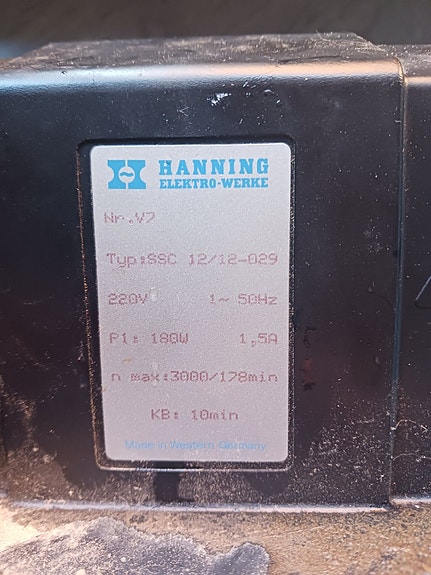 HANNING
ELEKTRO-WERKE
Nr.V7
Typ:SSC 12/12-029
220V 1~ 50Hz
P1: 180W 1,5A
n max:3000/178min
KB: 10min
Made in Western Germany